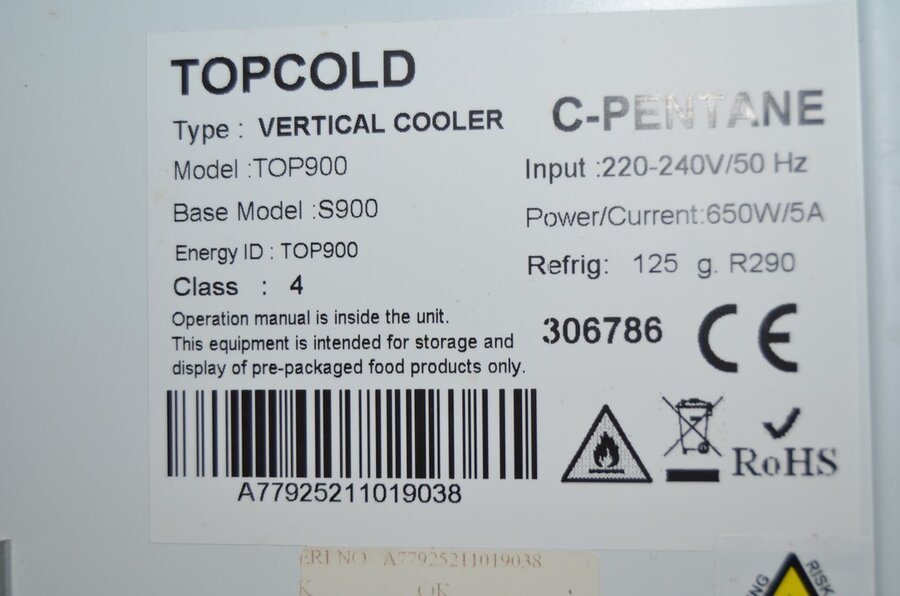 TOPCOLD
Type : VERTICAL COOLER
C-PENTANE
Model :TOP900
Input :220-240V/50 Hz
Base Model :S900
Power/Current:650W/5A
Energy ID : TOP900
Refrig: 125 g. R290
Class : 4
Operation manual is inside the unit.
This equipment is intended for storage and
display of pre-packaged food products only.
306786
CE
RoHS
A77925211019038
NO A77925211019038
OK
RISK